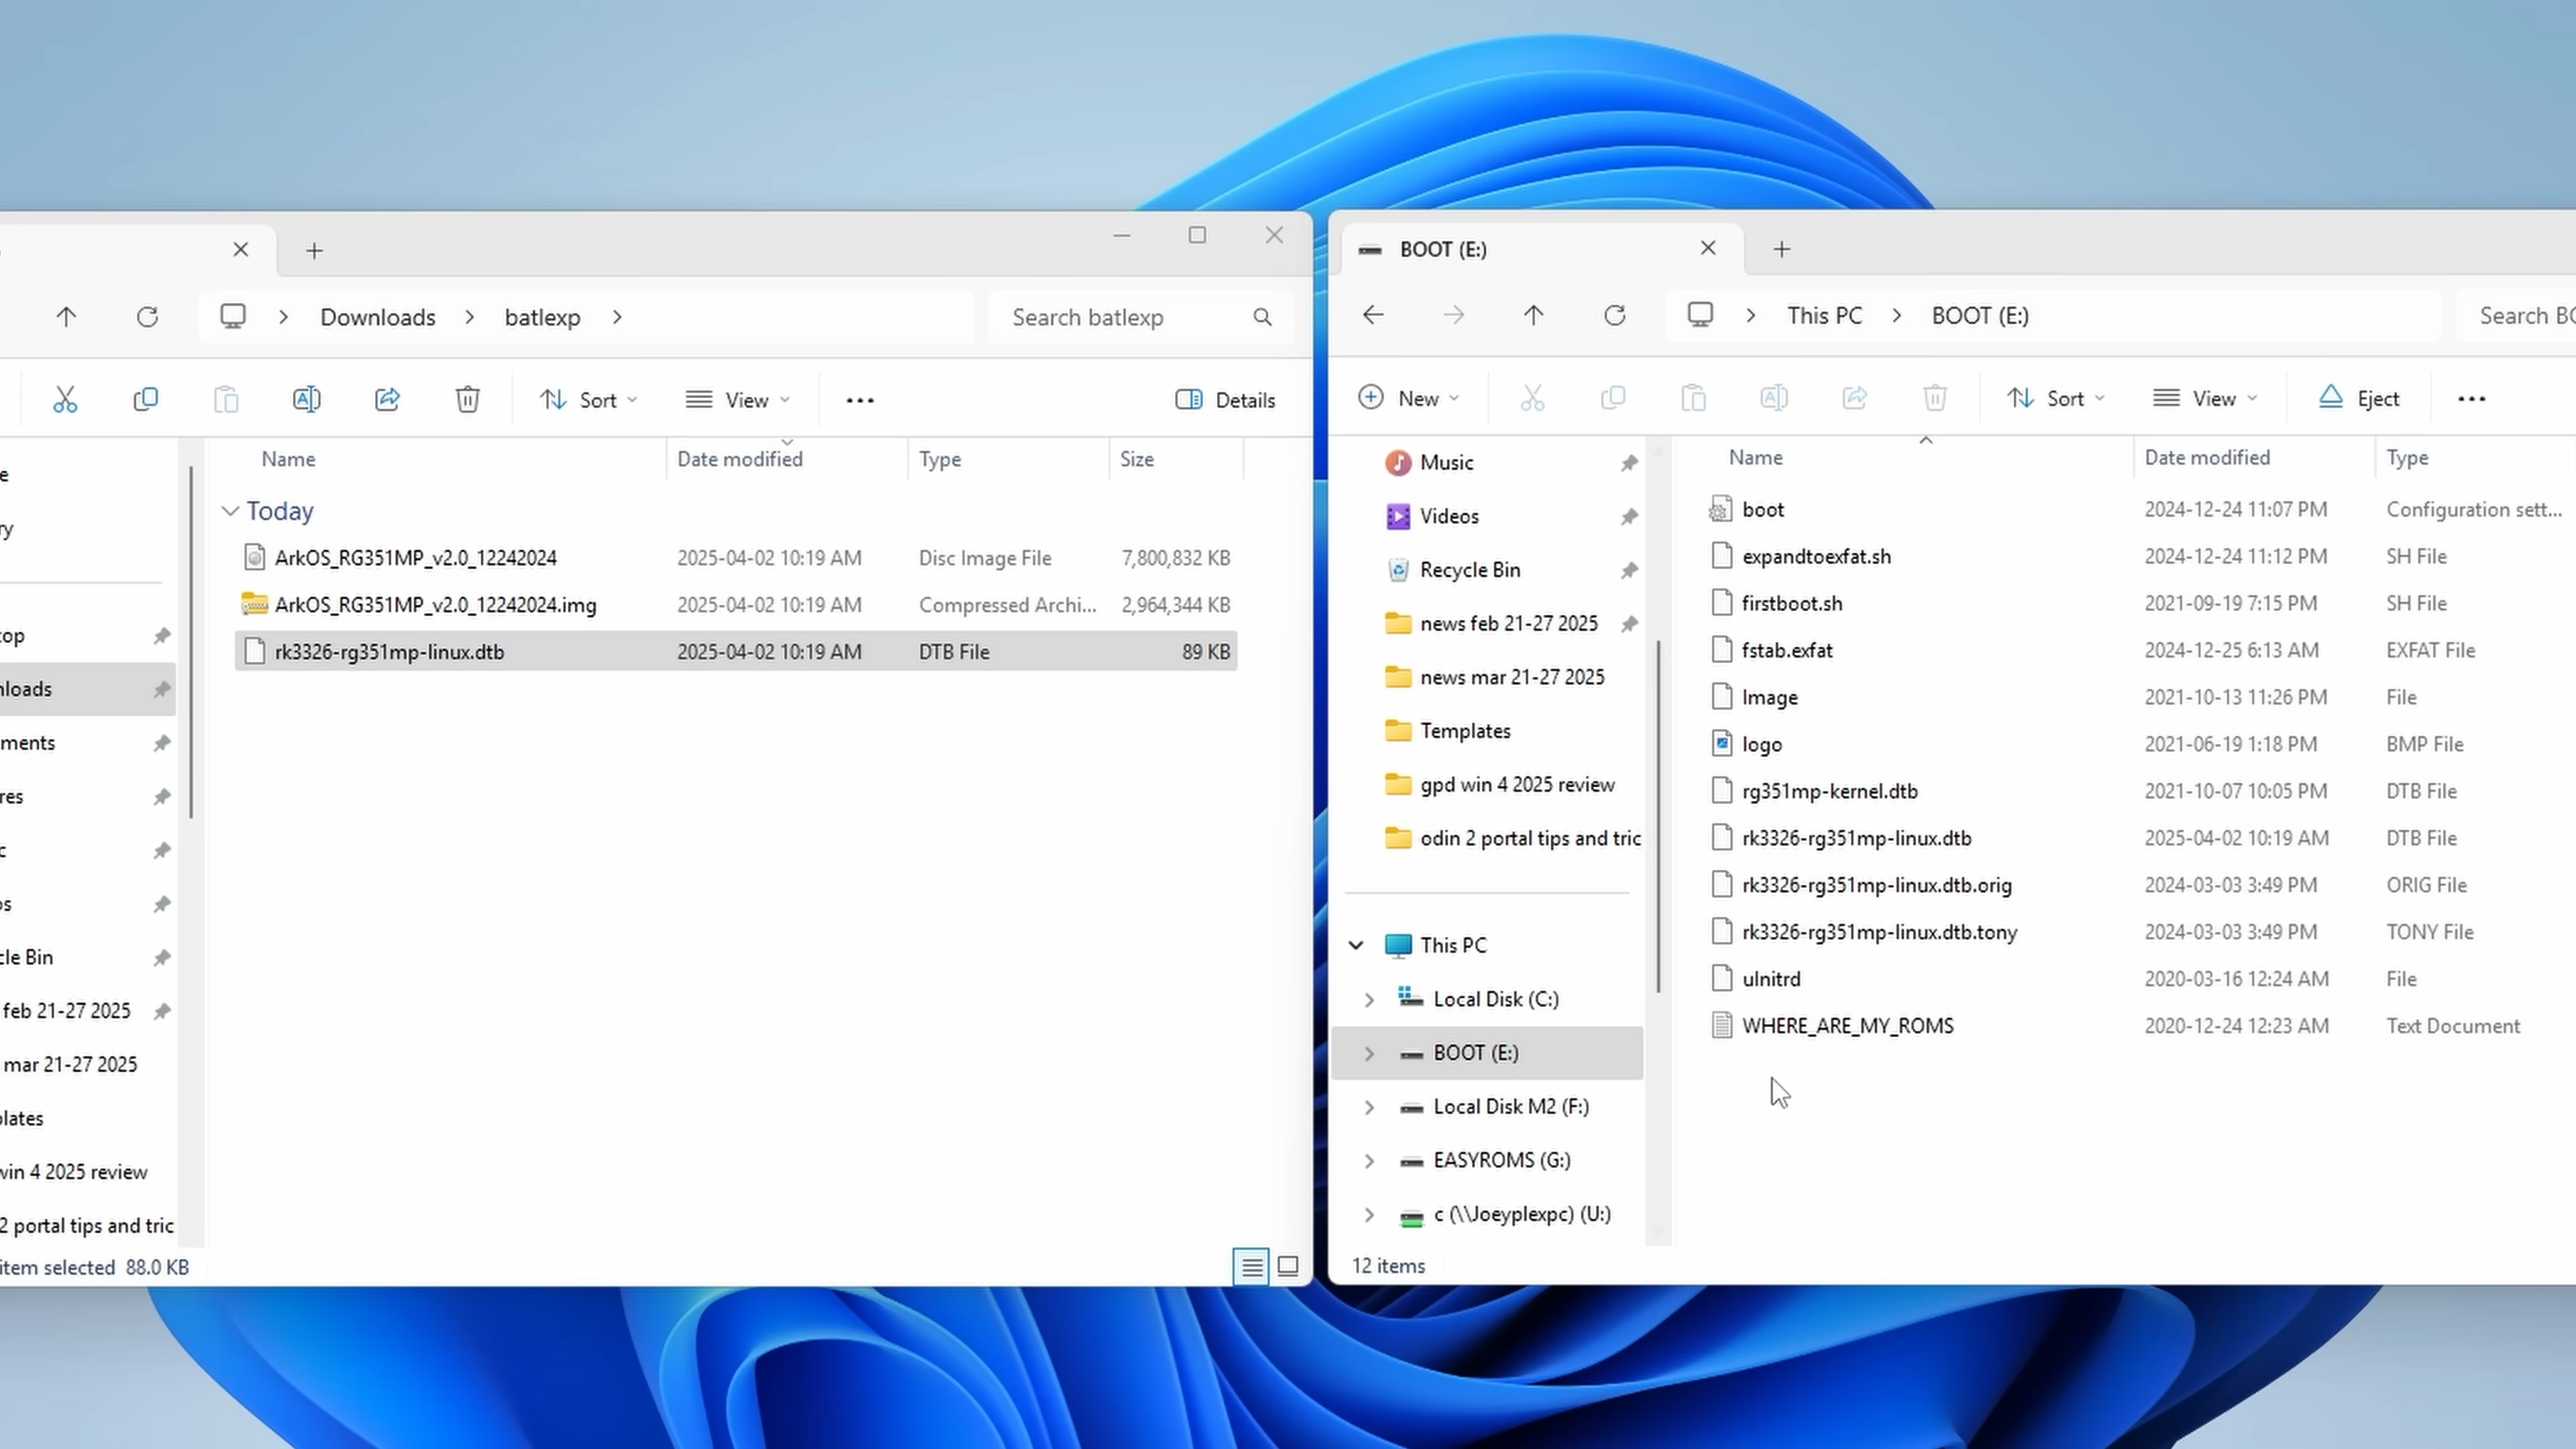 Downloads > batlexp >
Search batlexp
Sort
View
Details
Name Date modified Type Size
Today
ArkOS_RG351MP_v2.0_12242024 2025-04-02 10:19 AM Disc Image File 7,800,832 KB
ArkOS_RG351MP_v2.0_12242024.img 2025-04-02 10:19 AM Compressed Archi... 2,964,344 KB
rk3326-rg351mp-linux.dtb 2025-04-02 10:19 AM DTB File 89 KB
e
ry
top
nloads
ments
res
c
os
cle Bin
feb 21-27 2025
mar 21-27 2025
plates
win 4 2025 review
2 portal tips and tric
item selected 88.0 KB
BOOT (E:)
This PC > BOOT (E:)
Search BO
New
Sort
View
Eject
Music
Videos
Recycle Bin
news feb 21-27 2025
news mar 21-27 2025
Templates
gpd win 4 2025 review
odin 2 portal tips and tric
This PC
Local Disk (C:)
BOOT (E:)
Local Disk M2 (F:)
EASYROMS (G:)
c (\\Joeyplexpc) (U:)
Name Date modified Type
boot 2024-12-24 11:07 PM Configuration sett...
expandtoexfat.sh 2024-12-24 11:12 PM SH File
firstboot.sh 2021-09-19 7:15 PM SH File
fstab.exfat 2024-12-25 6:13 AM EXFAT File
Image 2021-10-13 11:26 PM File
logo 2021-06-19 1:18 PM BMP File
rg351mp-kernel.dtb 2021-10-07 10:05 PM DTB File
rk3326-rg351mp-linux.dtb 2025-04-02 10:19 AM DTB File
rk3326-rg351mp-linux.dtb.orig 2024-03-03 3:49 PM ORIG File
rk3326-rg351mp-linux.dtb.tony 2024-03-03 3:49 PM TONY File
uInitrd 2020-03-16 12:24 AM File
WHERE_ARE_MY_ROMS 2020-12-24 12:23 AM Text Document
12 items